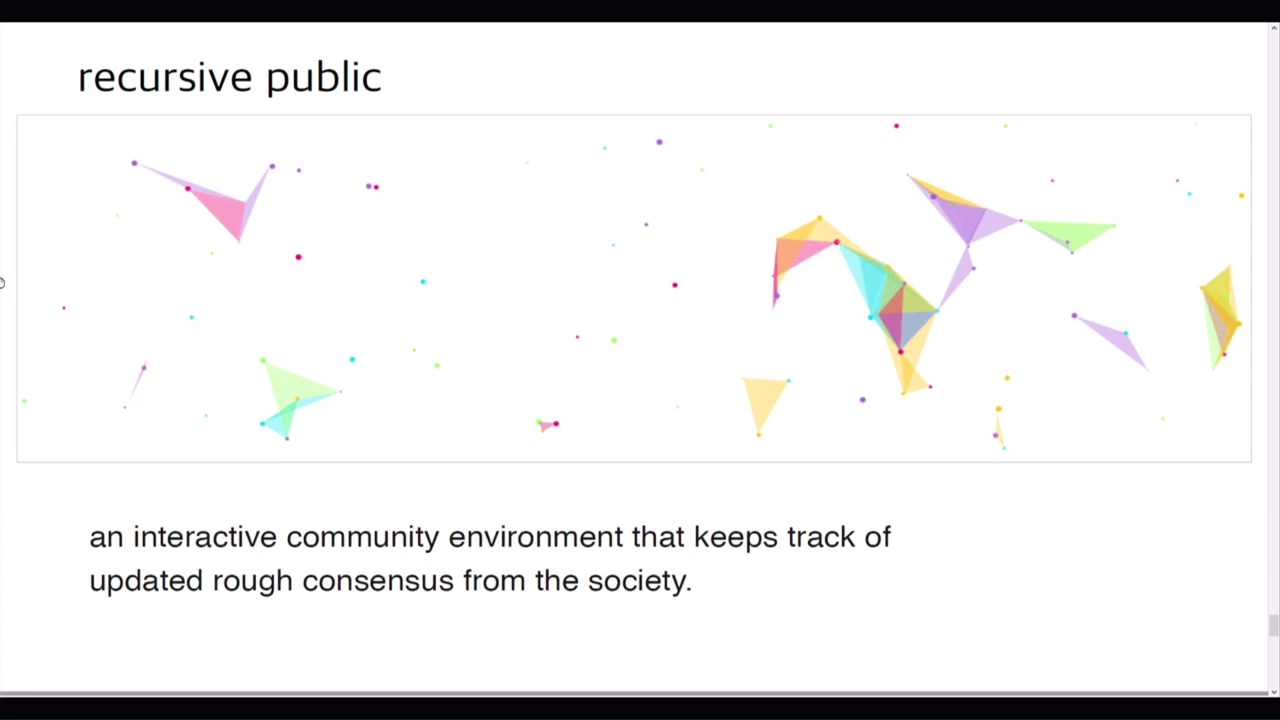 recursive public
an interactive community environment that keeps track of
updated rough consensus from the society.